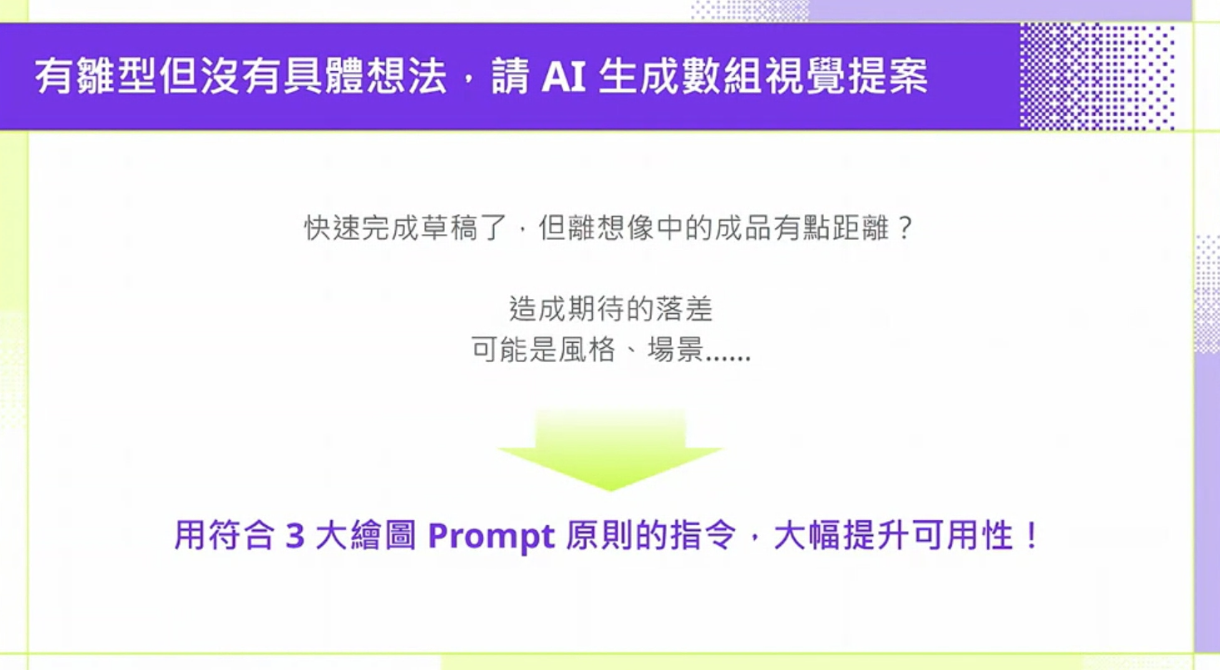 有雛型但沒有具體想法，請 AI 生成數組視覺提案
快速完成草稿了，但離想像中的成品有點距離？
造成期待的落差
可能是風格、場景......
用符合 3 大繪圖 Prompt 原則的指令，大幅提升可用性！